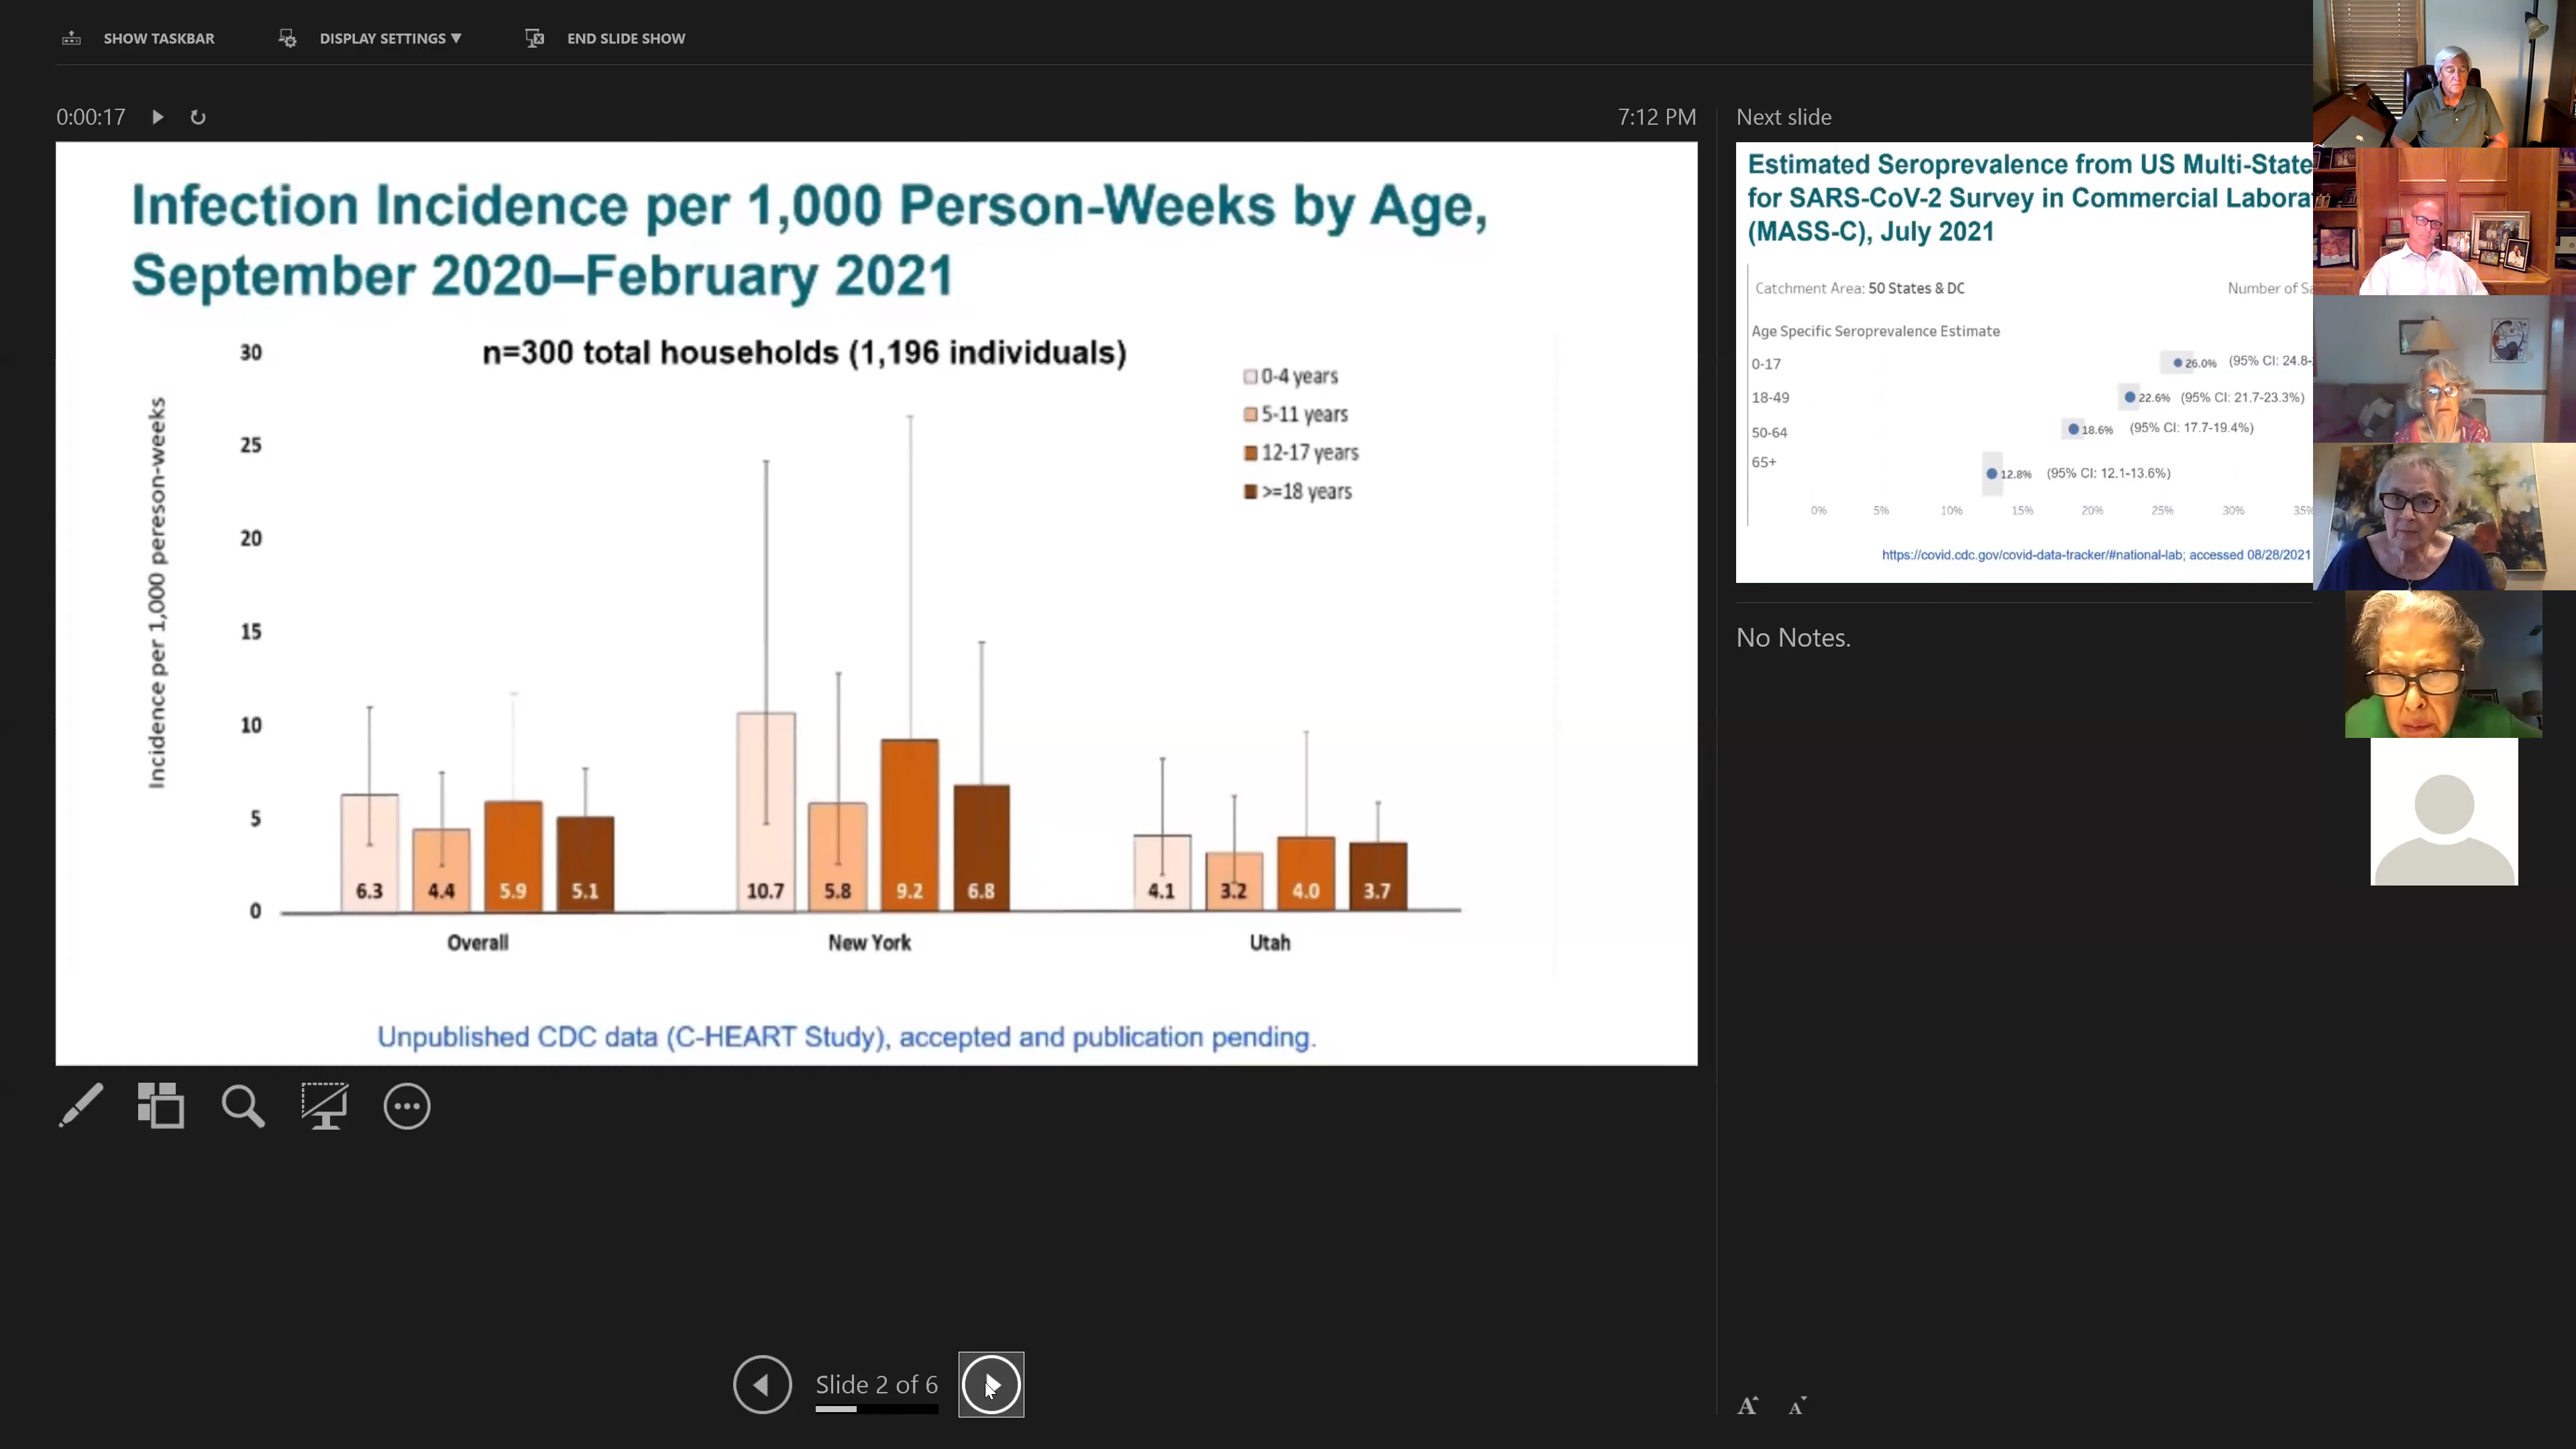 SHOW TASKBAR
DISPLAY SETTINGS ▼
END SLIDE SHOW
0:00:17
7:12 PM
Infection Incidence per 1,000 Person-Weeks by Age,
September 2020–February 2021
n=300 total households (1,196 individuals)
Incidence per 1,000 pereson-weeks
30
25
20
15
10
5
0
0-4 years
5-11 years
12-17 years
>=18 years
6.3 4.4 5.9 5.1
10.7 5.8 9.2 6.8
4.1 3.2 4.0 3.7
Overall New York Utah
Unpublished CDC data (C-HEART Study), accepted and publication pending.
Slide 2 of 6
Next slide
Estimated Seroprevalence from US Multi-State
for SARS-CoV-2 Survey in Commercial Labora
(MASS-C), July 2021
Catchment Area: 50 States & DC
Number of Sa
Age Specific Seroprevalence Estimate
0-17 26.0% (95% CI: 24.8-
18-49 22.6% (95% CI: 21.7-23.3%)
50-64 18.6% (95% CI: 17.7-19.4%)
65+ 12.8% (95% CI: 12.1-13.6%)
0% 5% 10% 15% 20% 25% 30% 35%
https://covid.cdc.gov/covid-data-tracker/#national-lab; accessed 08/28/2021
No Notes.
A A